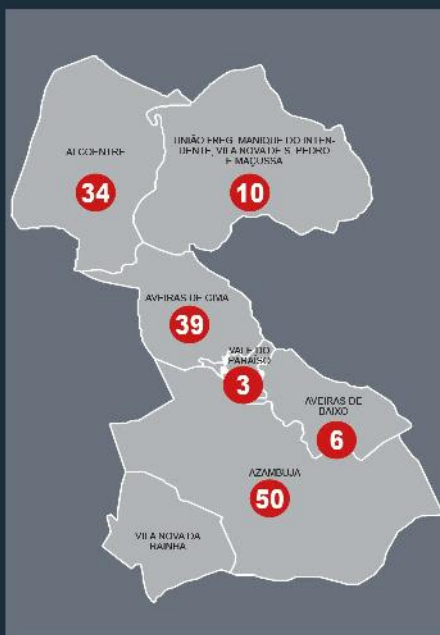 UNIÃO FREG. MANIQUE DO INTEN-
DENTE, VILA NOVA DE S. PEDRO
E MAÇUSSA
ALCOENTRE
34
10
AVEIRAS DE CIMA
39
VALE DO
PARAÍSO
3
AVEIRAS DE
BAIXO
6
AZAMBUJA
50
VILA NOVA DA
RAINHA